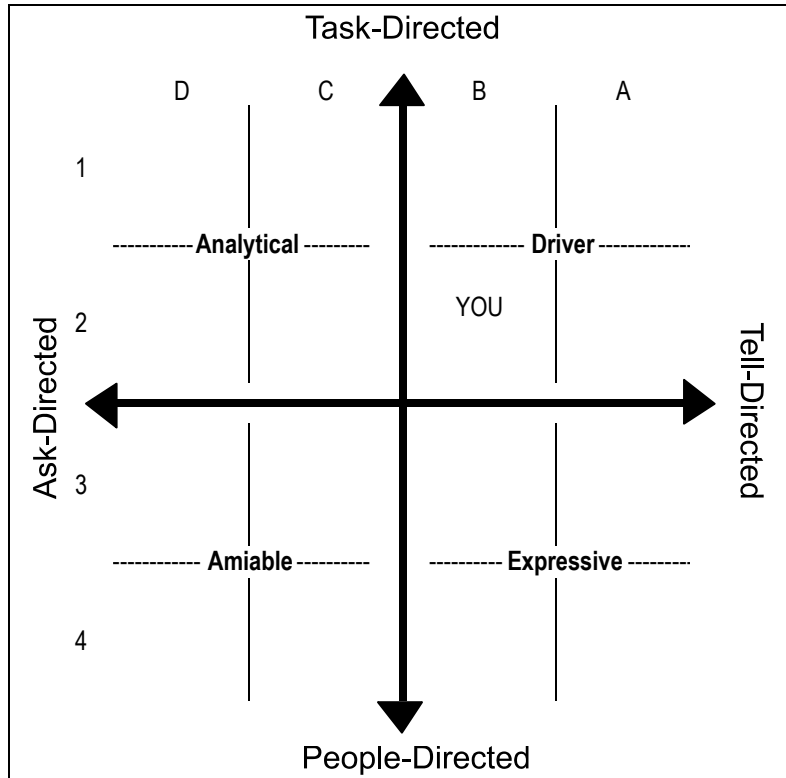 Task-Directed
D C B A
1
Analytical Driver
YOU
2
Ask-Directed
Tell-Directed
3
Amiable Expressive
4
People-Directed